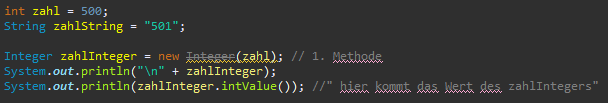 int zahl = 500;
String zahlString = "501";
Integer zahlInteger = new Integer(zahl); // 1. Methode
System.out.println("\n" + zahlInteger);
System.out.println(zahlInteger.intValue()); //" hier kommt das Wert des zahlIntegers"